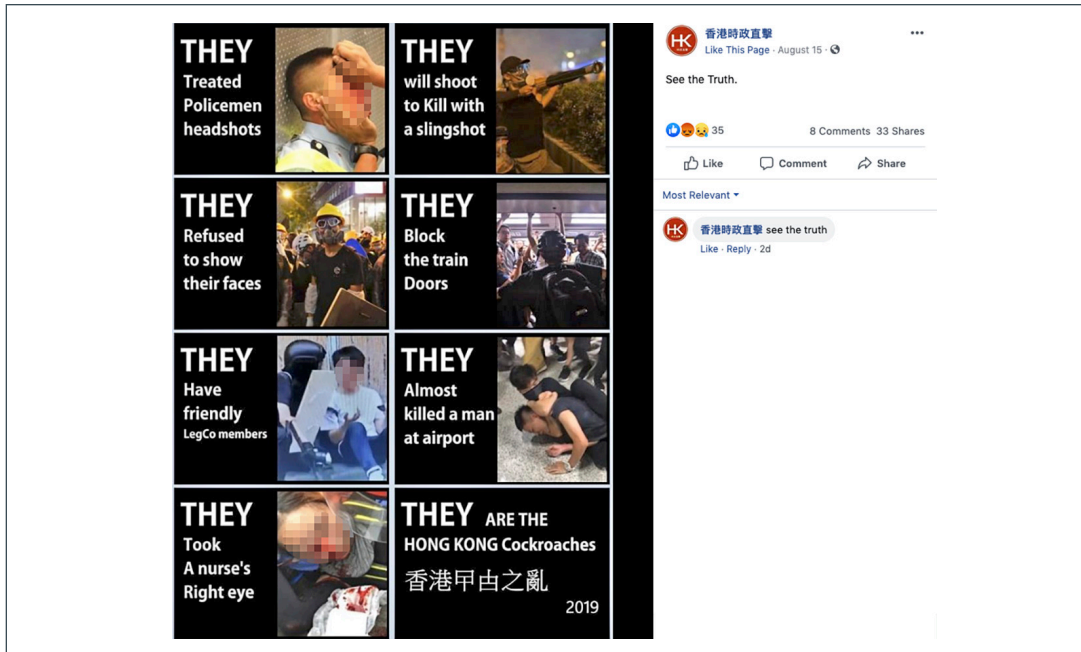 THEY
Treated
Policemen
headshots
THEY
will shoot
to Kill with
a slingshot
THEY
Refused
to show
their faces
THEY
Block
the train
Doors
THEY
Have
friendly
LegCo members
THEY
Almost
killed a man
at airport
THEY
Took
A nurse's
Right eye
THEY ARE THE
HONG KONG Cockroaches
香港曱甴之亂
2019
HK
香港時政直擊
Like This Page · August 15 ·
See the Truth.
35
8 Comments 33 Shares
Like Comment Share
Most Relevant
HK
香港時政直擊 see the truth
Like · Reply · 2d